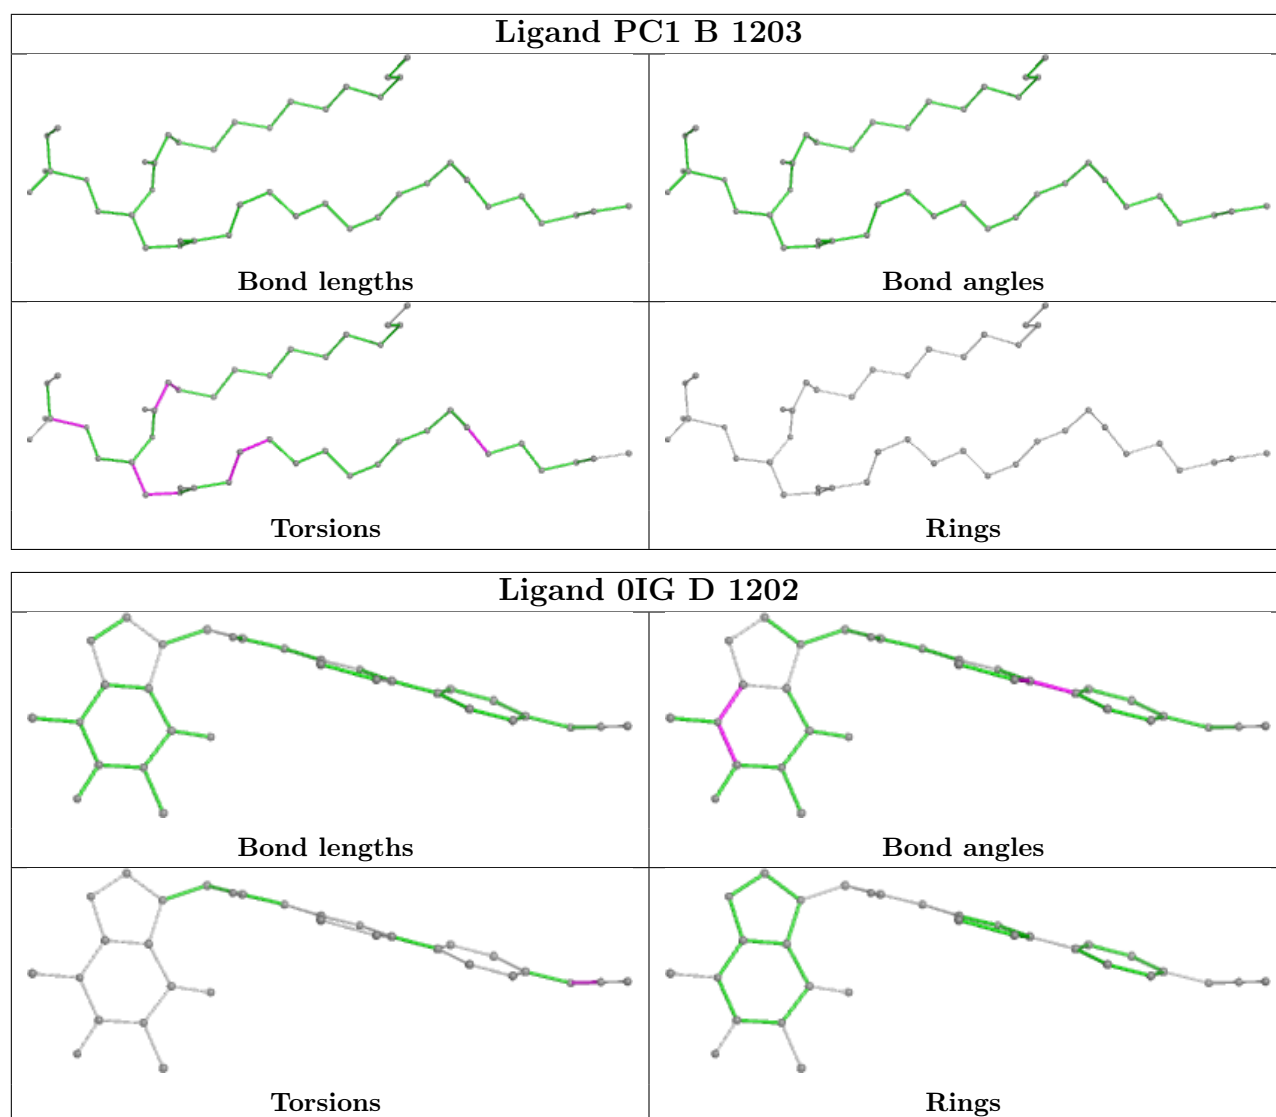 Ligand PC1 B 1203
Bond lengths
Bond angles
Torsions
Rings
Ligand 0IG D 1202
Bond lengths
Bond angles
Torsions
Rings